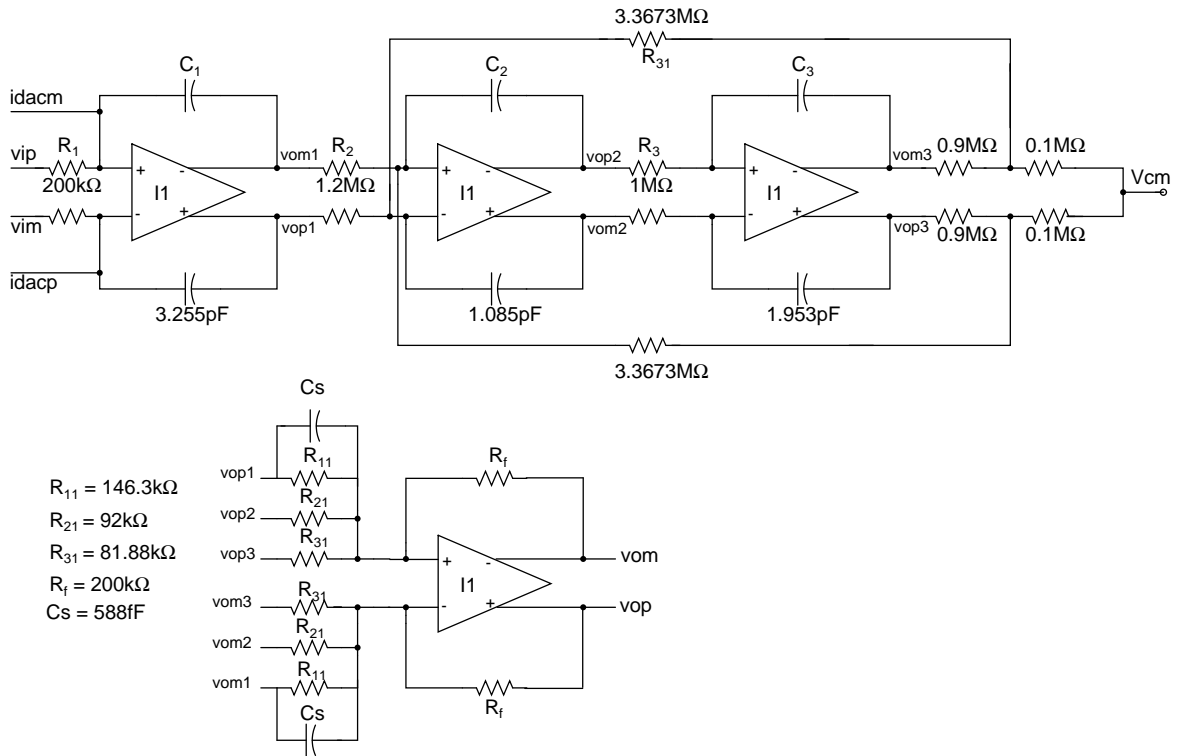 3.3673MΩ
R31
C1
C2
C3
idacm
vip
R1
vom1
R2
vop2
R3
vom3
0.9MΩ
0.1MΩ
+
-
I1
+
-
I1
+
-
I1
Vcm
200kΩ
1.2MΩ
1MΩ
vim
-
+
vop1
-
+
vom2
-
+
vop3
0.9MΩ
0.1MΩ
idacp
3.255pF
1.085pF
1.953pF
3.3673MΩ
Cs
vop1
R11
Rf
R11 = 146.3kΩ
vop2
R21
R21 = 92kΩ
vop3
R31
+
-
vom
R31 = 81.88kΩ
I1
Rf = 200kΩ
vom3
R31
-
+
vop
Cs = 588fF
vom2
R21
vom1
R11
Rf
Cs